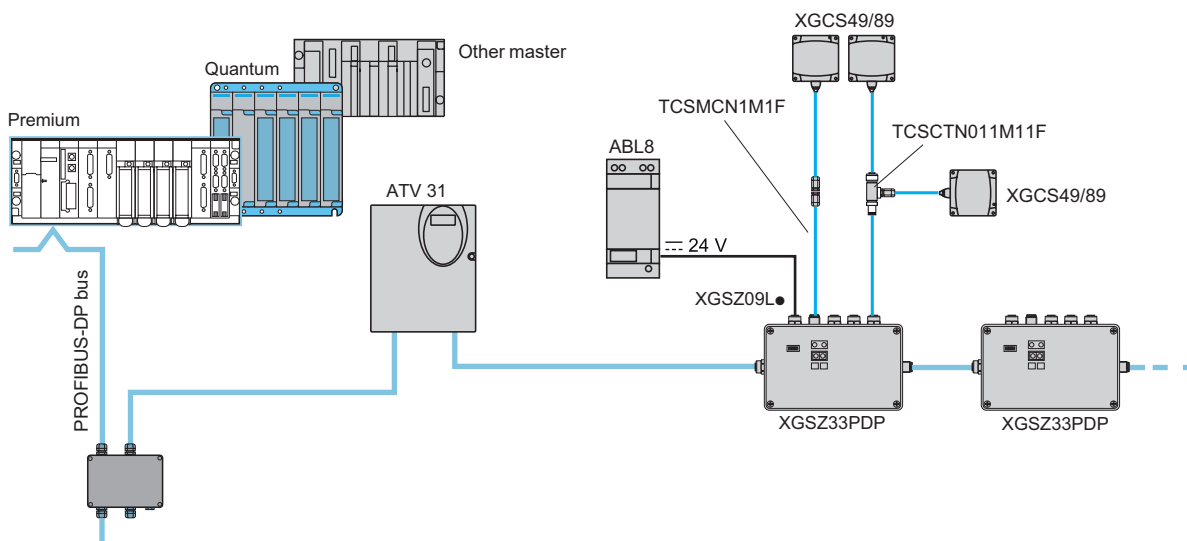 XGCS49/89
Other master
Quantum
TCSMCN1M1F
Premium
TCSCTN011M11F
ABL8
ATV 31
XGCS49/89
24 V
PROFIBUS-DP bus
XGSZ09L●
XGSZ33PDP
XGSZ33PDP